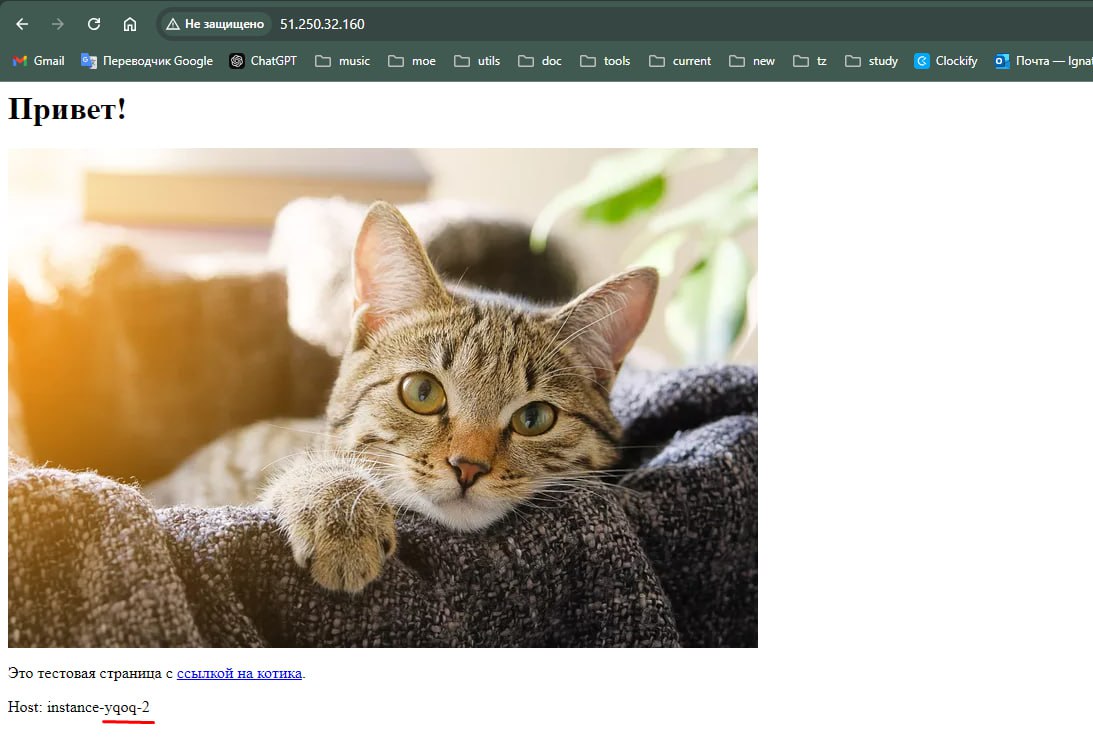 Не защищено 51.250.32.160
Gmail Переводчик Google ChatGPT music moe utils doc tools current new tz study Clockify Почта — Ignat
Привет!
Это тестовая страница с ссылкой на котика.
Host: instance-yqoq-2